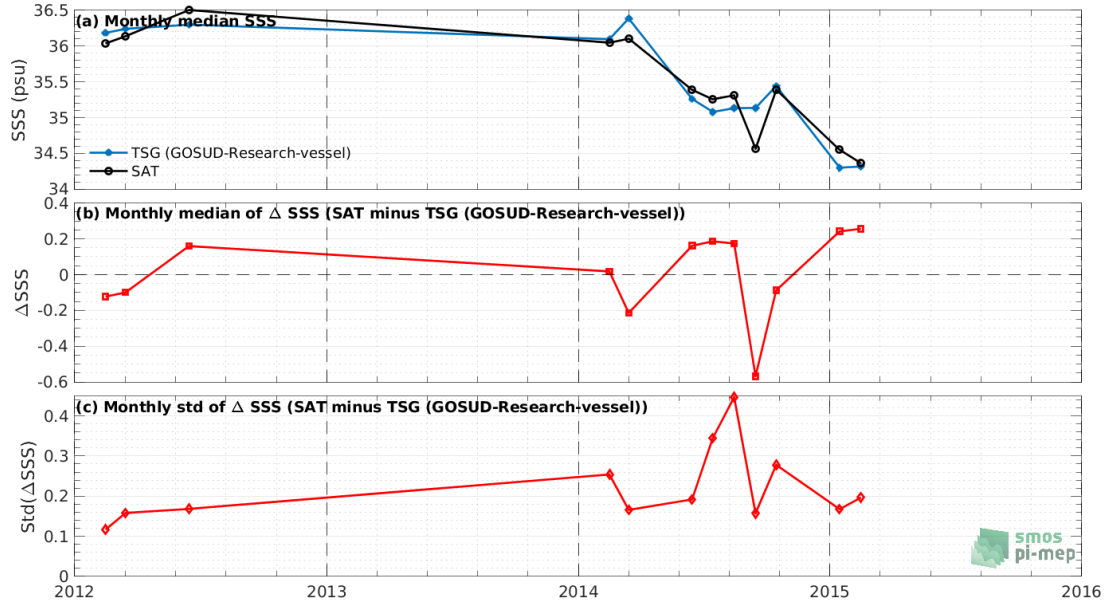 (a) Monthly median SSS
36.5
36
35.5
35
34.5
34
SSS (psu)
TSG (GOSUD-Research-vessel)
SAT
(b) Monthly median of Δ SSS (SAT minus TSG (GOSUD-Research-vessel))
0.4
0.2
0
-0.2
-0.4
-0.6
ΔSSS
(c) Monthly std of Δ SSS (SAT minus TSG (GOSUD-Research-vessel))
0.4
0.3
0.2
0.1
0
Std(ΔSSS)
smos
pi-mep
2012 2013 2014 2015 2016